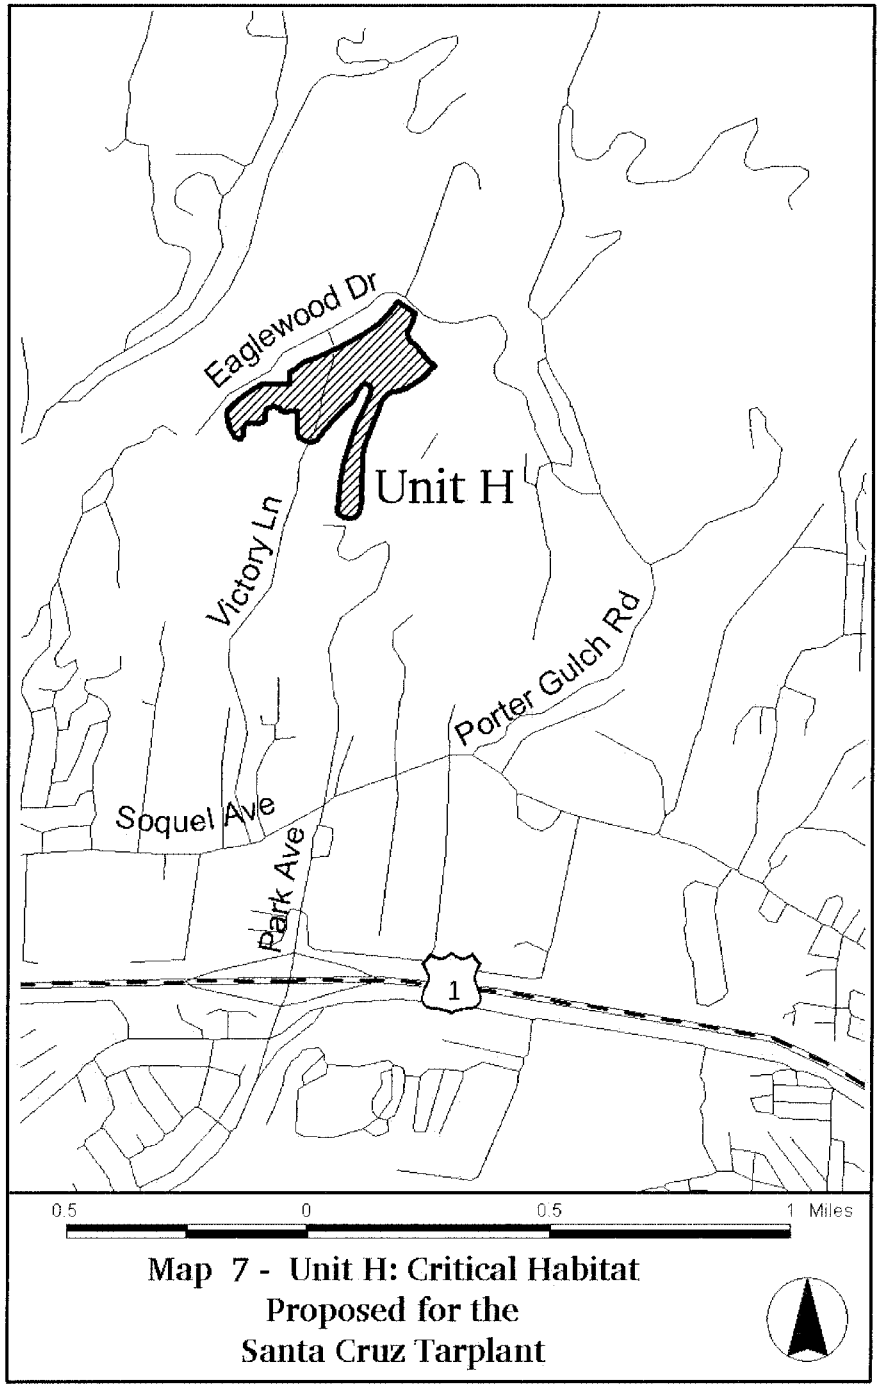 Eaglewood Dr
Unit H
Victory Ln
Porter Gulch Rd
Soquel Ave
Park Ave
1
0.5 0 0.5 1 Miles
Map 7 - Unit H: Critical Habitat
Proposed for the
Santa Cruz Tarplant